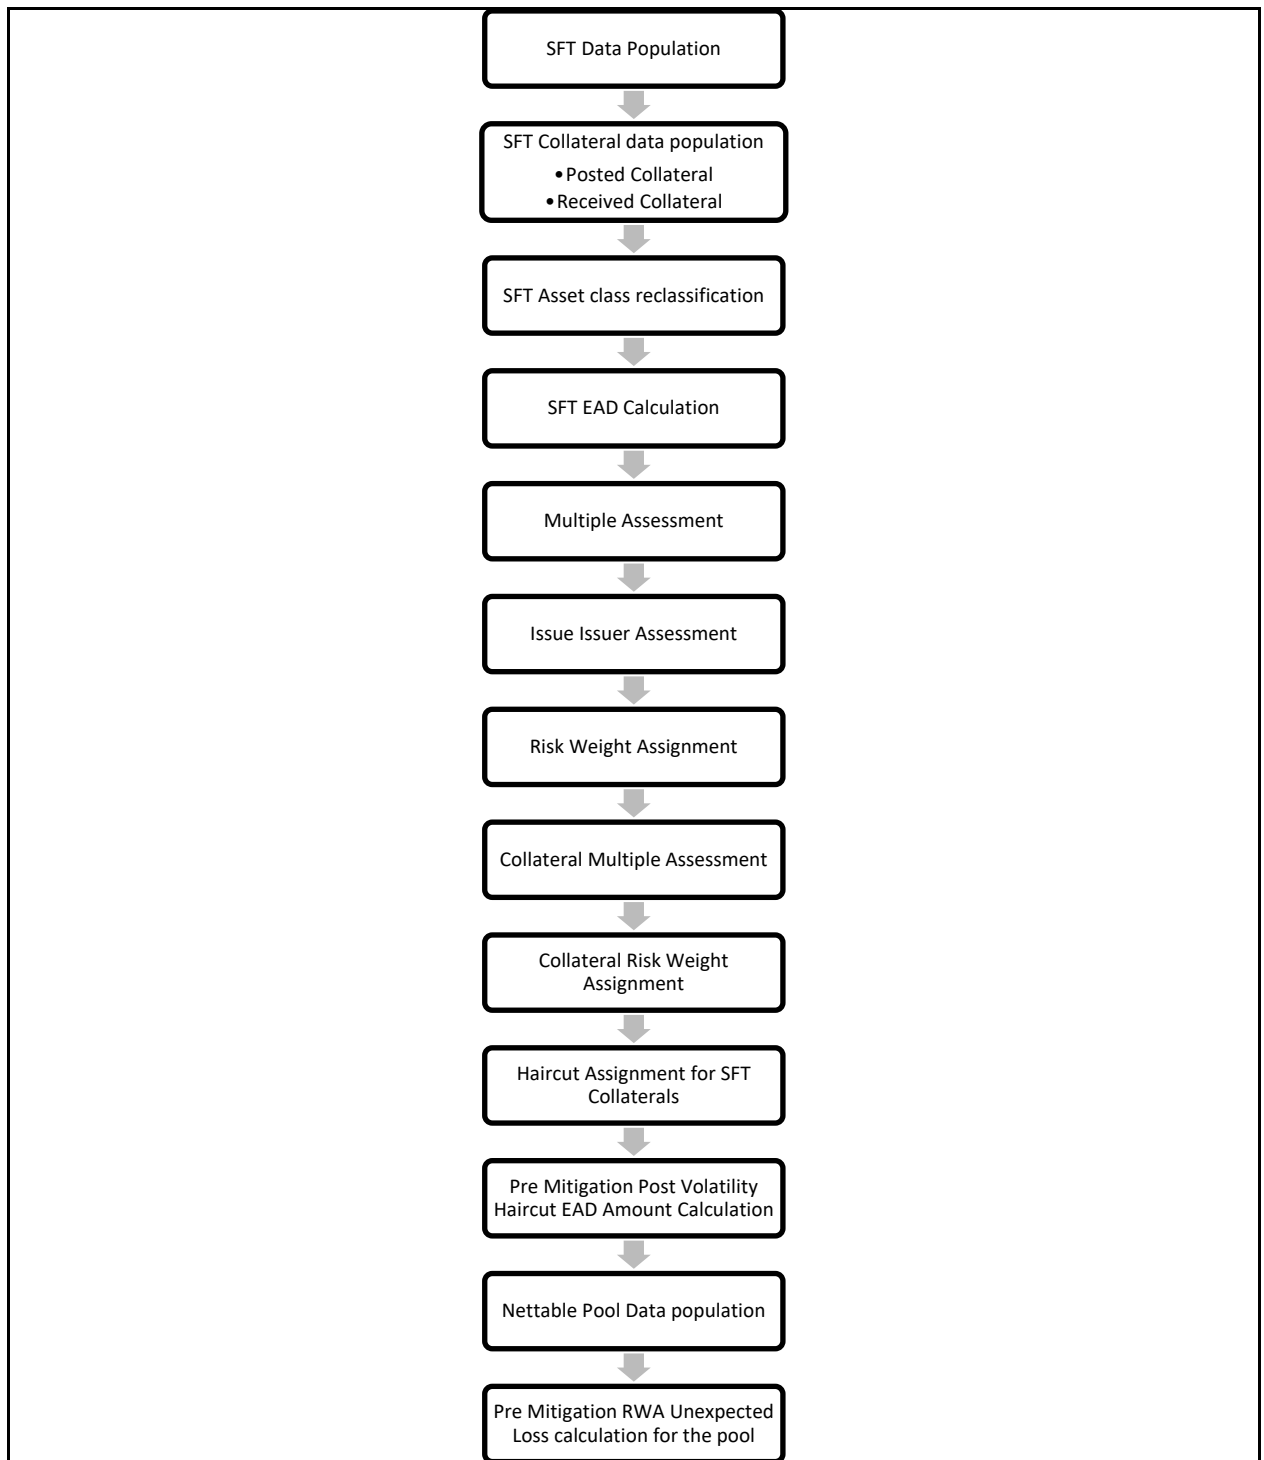 SFT Data Population
SFT Collateral data population
•Posted Collateral
•Received Collateral
SFT Asset class reclassification
SFT EAD Calculation
Multiple Assessment
Issue Issuer Assessment
Risk Weight Assignment
Collateral Multiple Assessment
Collateral Risk Weight
Assignment
Haircut Assignment for SFT
Collaterals
Pre Mitigation Post Volatility
Haircut EAD Amount Calculation
Nettable Pool Data population
Pre Mitigation RWA Unexpected
Loss calculation for the pool